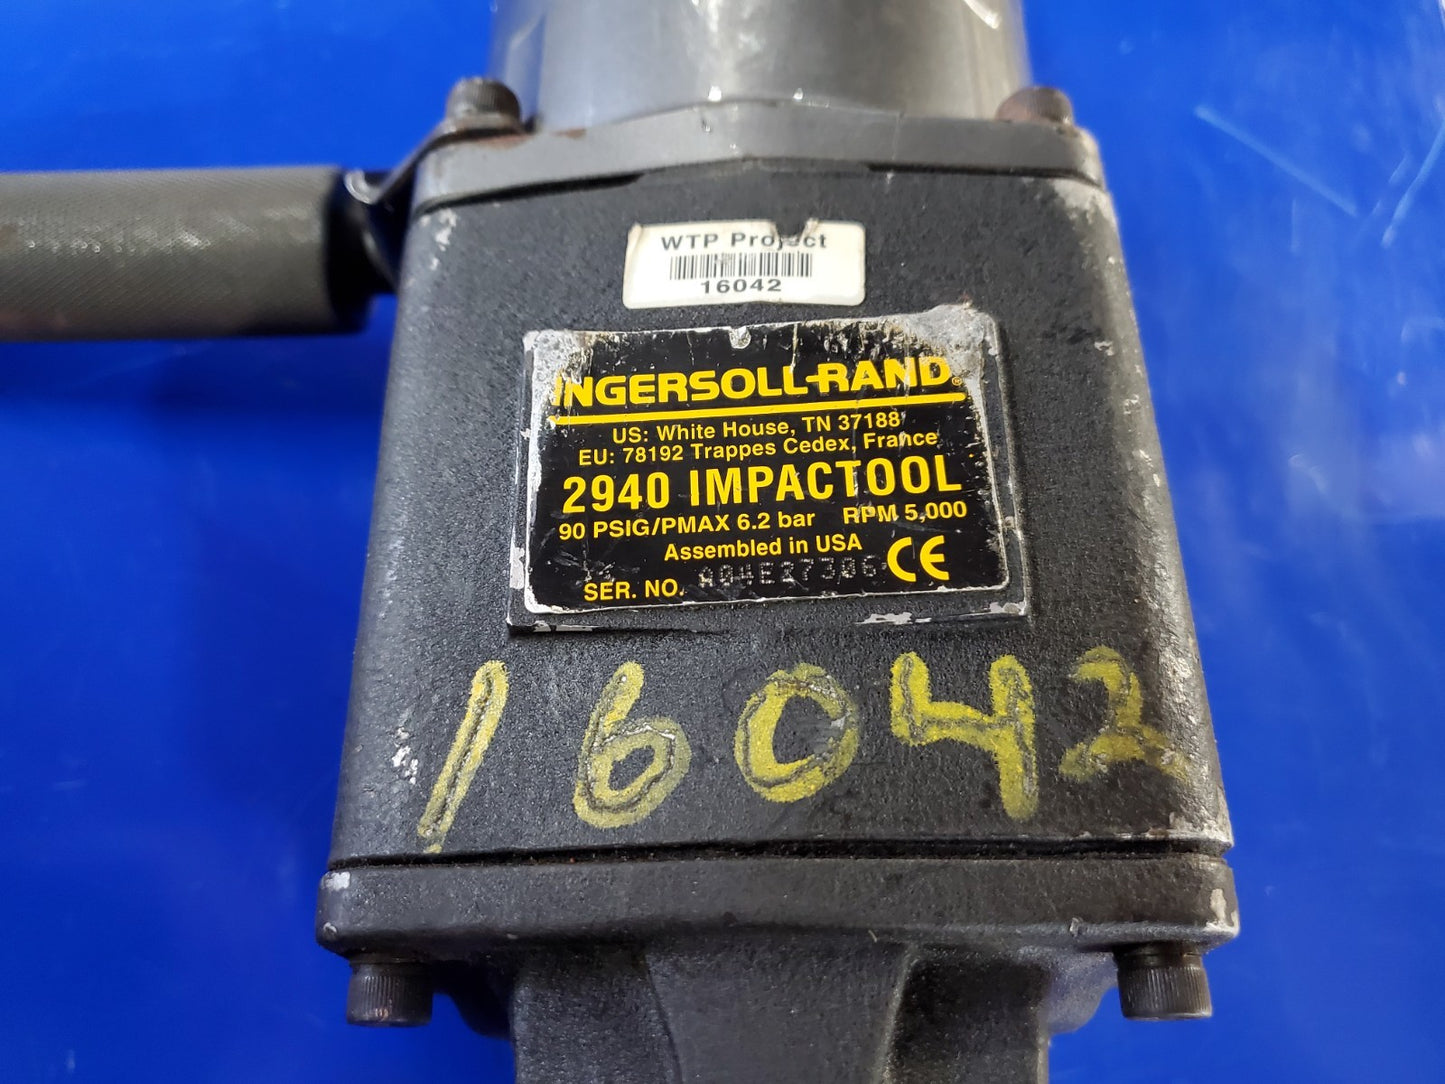 WTP Project
16042
INGERSOLL-RAND®
US: White House, TN 37188
EU: 78192 Trappes Cedex, France
2940 IMPACTOOL
90 PSIG/PMAX 6.2 bar RPM 5,000
Assembled in USA CE
SER. NO. A04E27306
16042